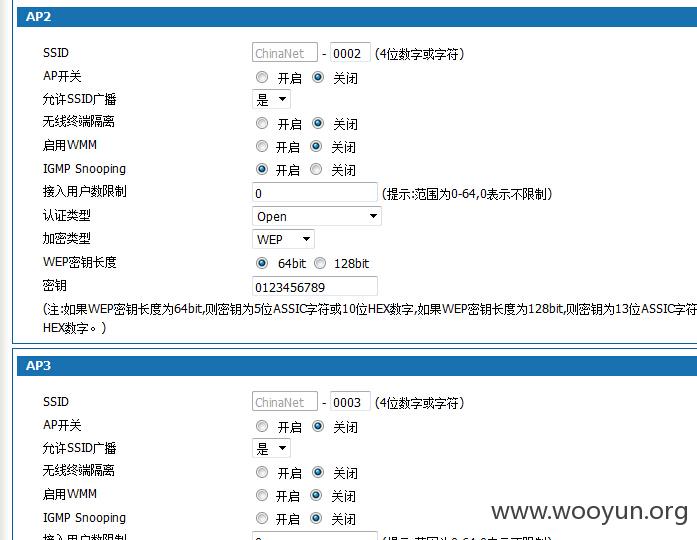 AP2
SSID ChinaNet - 0002 (4位数字或字符)
AP开关 开启 关闭
允许SSID广播 是
无线终端隔离 开启 关闭
启用WMM 开启 关闭
IGMP Snooping 开启 关闭
接入用户数限制 0 (提示:范围为0-64,0表示不限制)
认证类型 Open
加密类型 WEP
WEP密钥长度 64bit 128bit
密钥 0123456789
(注:如果WEP密钥长度为64bit,则密钥为5位ASSIC字符或10位HEX数字,如果WEP密钥长度为128bit,则密钥为13位ASSIC字符
HEX数字。)
AP3
SSID ChinaNet - 0003 (4位数字或字符)
AP开关 开启 关闭
允许SSID广播 是
无线终端隔离 开启 关闭
启用WMM 开启 关闭
IGMP Snooping 开启 关闭
www.wooyun.org